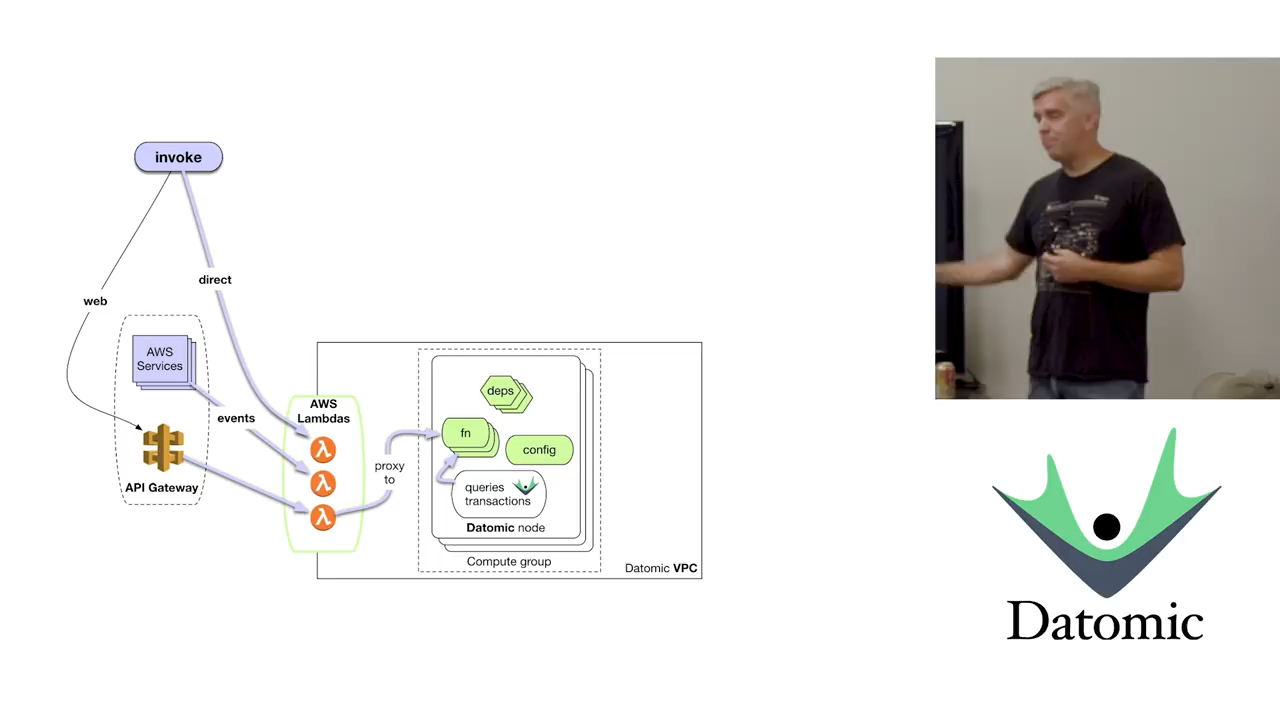 invoke
direct
web
AWS
Services
events
API Gateway
AWS
Lambdas
proxy
to
deps
fn
config
queries
transactions
Datomic node
Compute group
Datomic VPC
Datomic